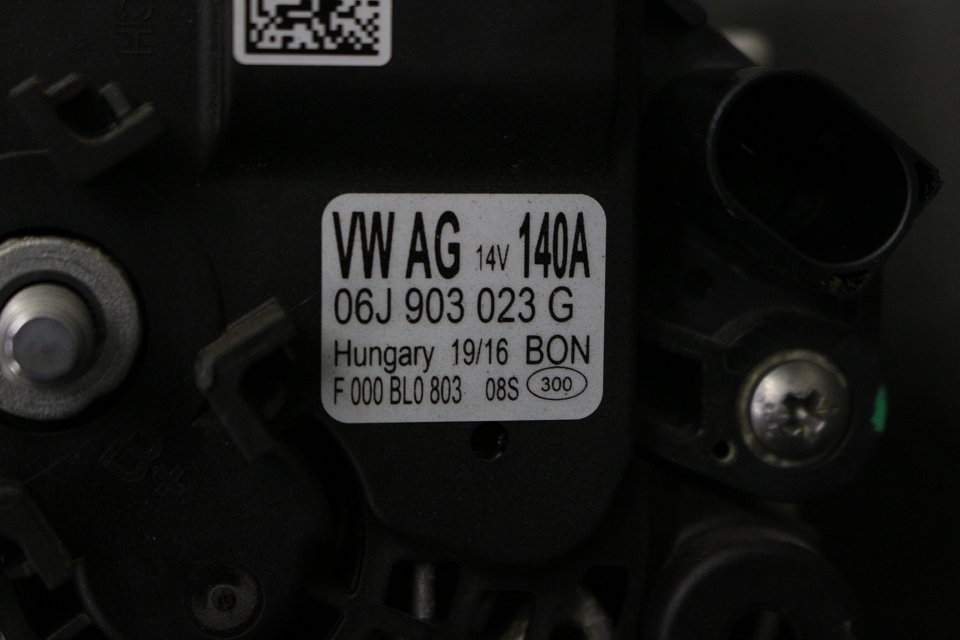 VW AG 14V 140A
06J 903 023 G
Hungary 19/16 BON
F 000 BL0 803 08S 300
B+